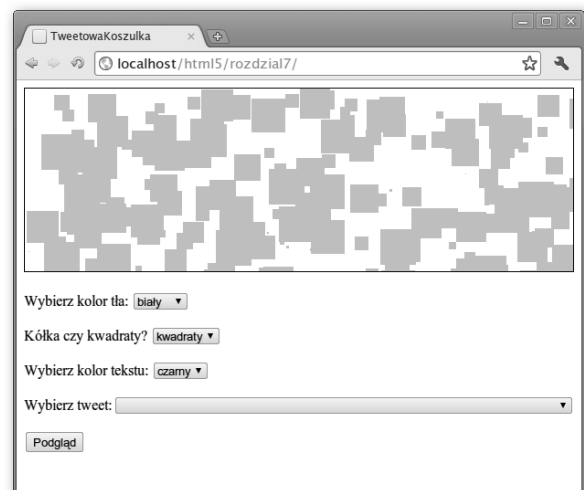 TweetowaKoszulka
localhost/html5/rozdzial7/
Wybierz kolor tła: biały
Kółka czy kwadraty? kwadraty
Wybierz kolor tekstu: czarny
Wybierz tweet:
Podgląd